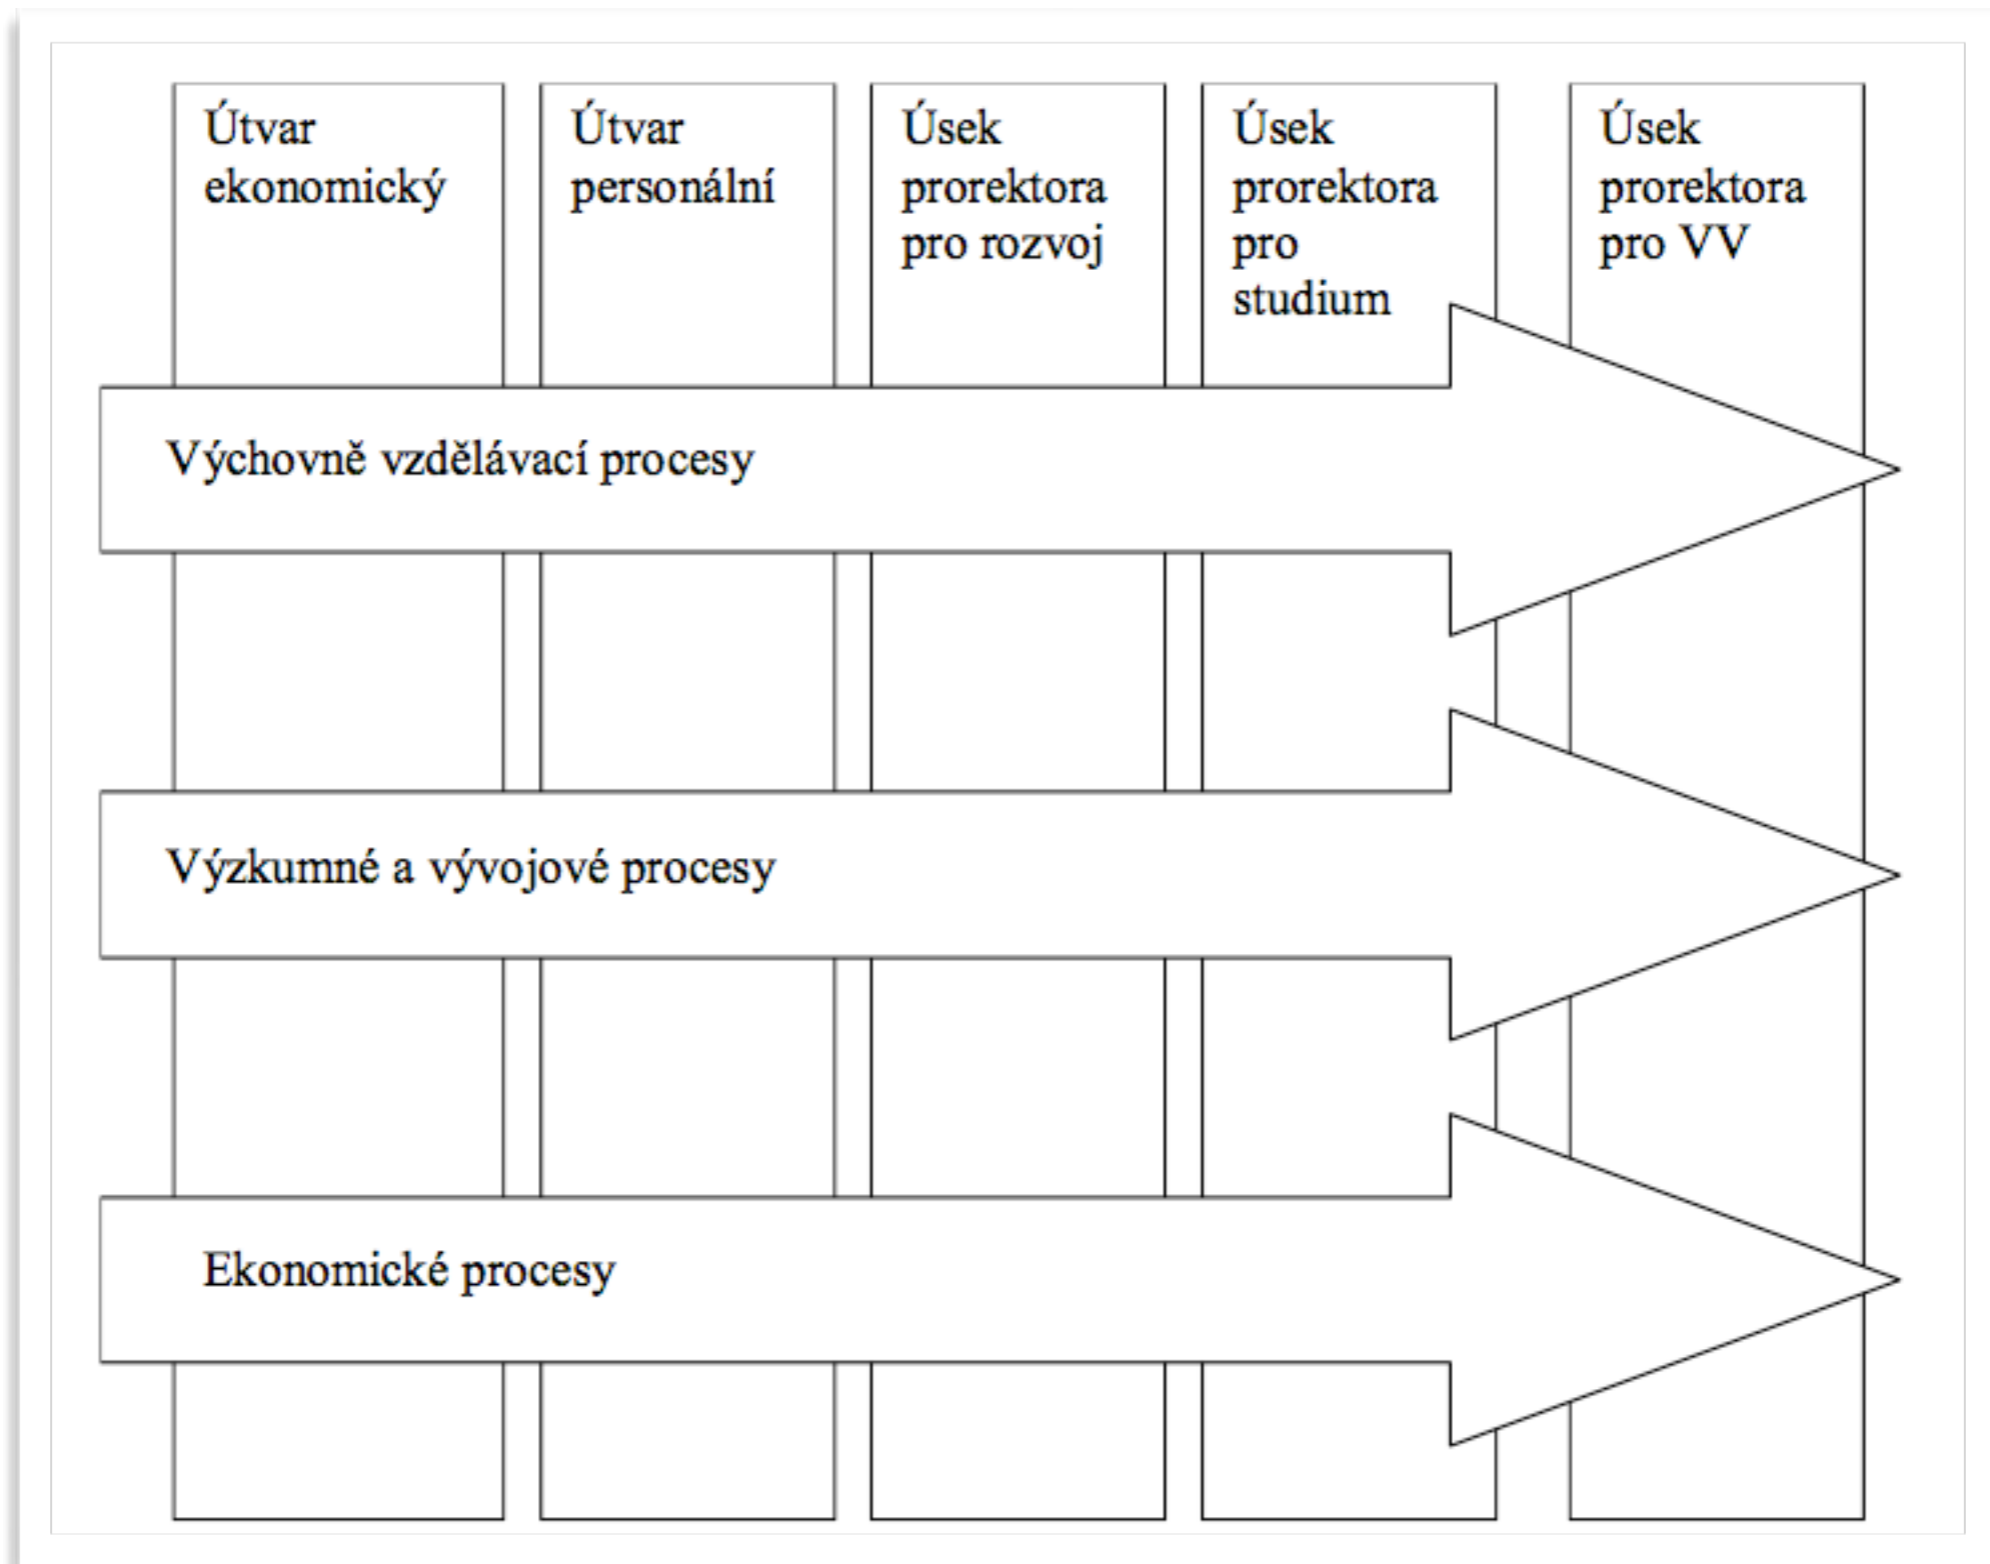 Útvar
ekonomický
Útvar
personální
Úsek
prorektora
pro rozvoj
Úsek
prorektora
pro
studium
Úsek
prorektora
pro VV
Výchovně vzdělávací procesy
Výzkumné a vývojové procesy
Ekonomické procesy